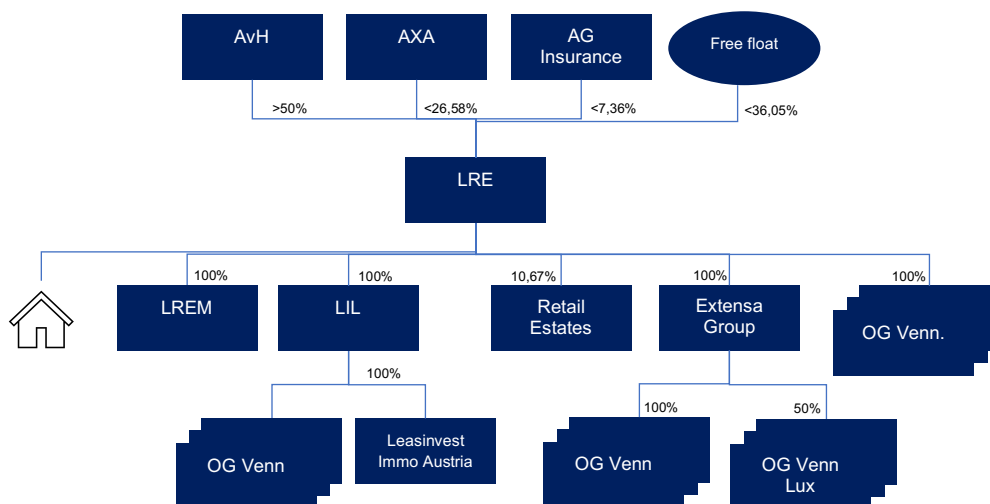 AvH
AXA
AG
Insurance
Free float
>50%
<26,58%
<7,36%
<36,05%
LRE
100%
100%
10,67%
100%
100%
LREM
LIL
Retail
Estates
Extensa
Group
OG Venn.
100%
100%
50%
OG Venn
Leasinvest
Immo Austria
OG Venn
OG Venn
Lux